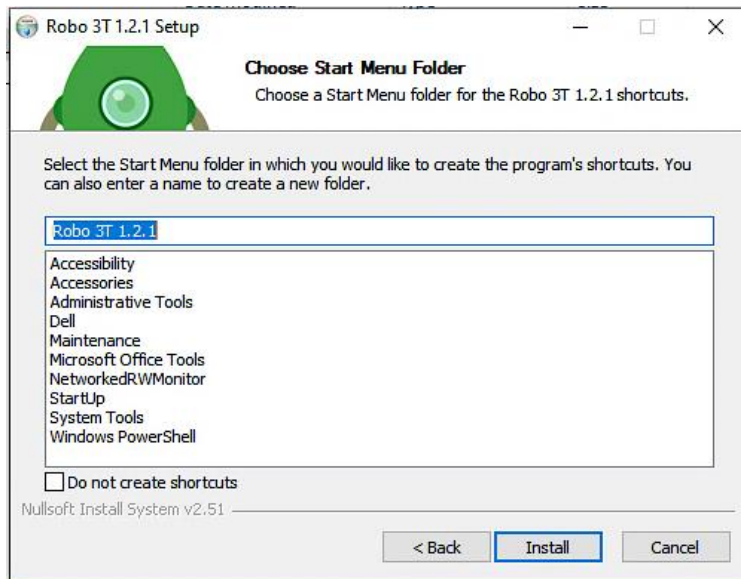 Robo 3T 1.2.1 Setup
Choose Start Menu Folder
Choose a Start Menu folder for the Robo 3T 1.2.1 shortcuts.
Select the Start Menu folder in which you would like to create the program's shortcuts. You
can also enter a name to create a new folder.
Robo 3T 1.2.1
Accessibility
Accessories
Administrative Tools
Dell
Maintenance
Microsoft Office Tools
NetworkedRWMonitor
StartUp
System Tools
Windows PowerShell
Do not create shortcuts
Nullsoft Install System v2.51
< Back
Install
Cancel